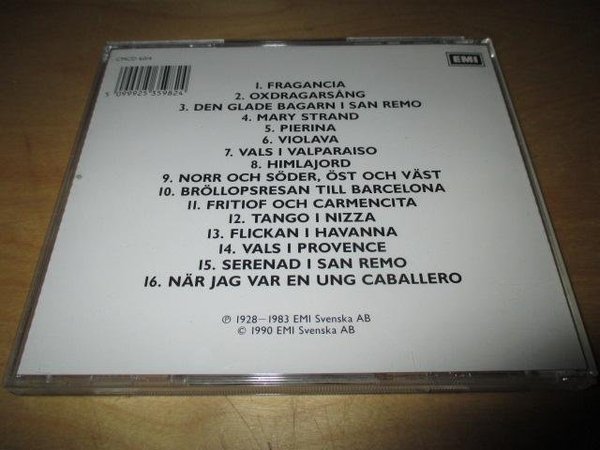 EMI
5 099925 359824
1. FRAGANCIA
2. OXDRAGARSÅNG
3. DEN GLADE BAGARN I SAN REMO
4. MARY STRAND
5. PIERINA
6. VIOLAVA
7. VALS I VALPARAISO
8. HIMLAJORD
9. NORR OCH SÖDER, ÖST OCH VÄST
10. BRÖLLOPSRESAN TILL BARCELONA
11. FRITIOF OCH CARMENCITA
12. TANGO I NIZZA
13. FLICKAN I HAVANNA
14. VALS I PROVENCE
15. SERENAD I SAN REMO
16. NÄR JAG VAR EN UNG CABALLERO
℗ 1928–1983 EMI Svenska AB
© 1990 EMI Svenska AB